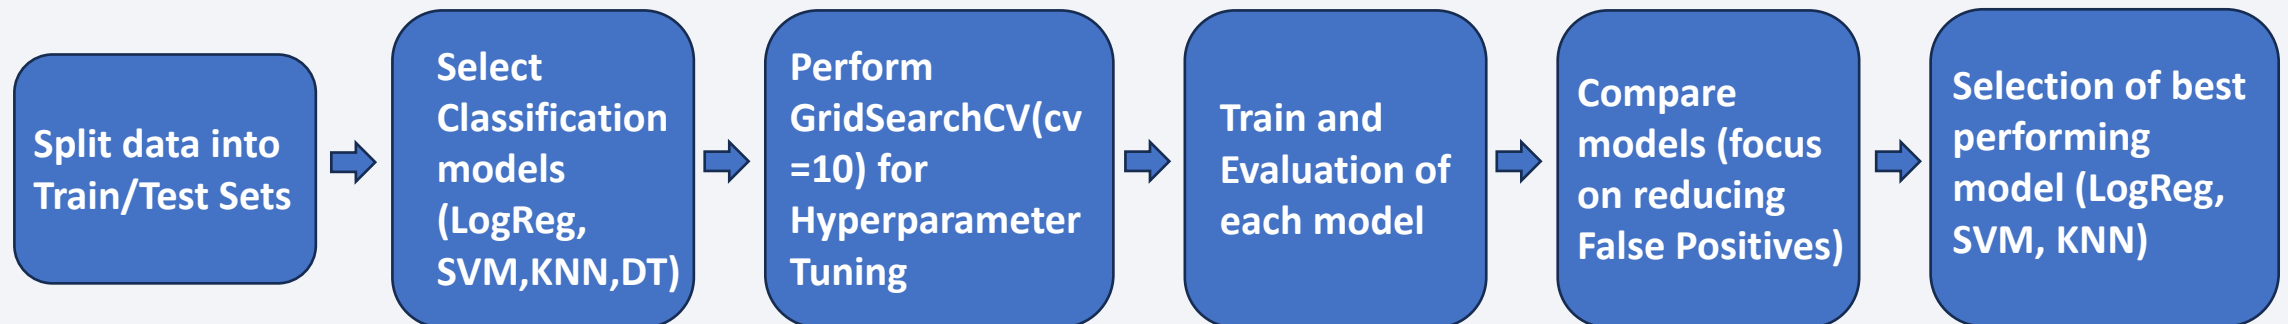 Split data into
Train/Test Sets
Select
Classification
models
(LogReg,
SVM,KNN,DT)
Perform
GridSearchCV(cv
=10) for
Hyperparameter
Tuning
Train and
Evaluation of
each model
Compare
models (focus
on reducing
False Positives)
Selection of best
performing
model (LogReg,
SVM, KNN)